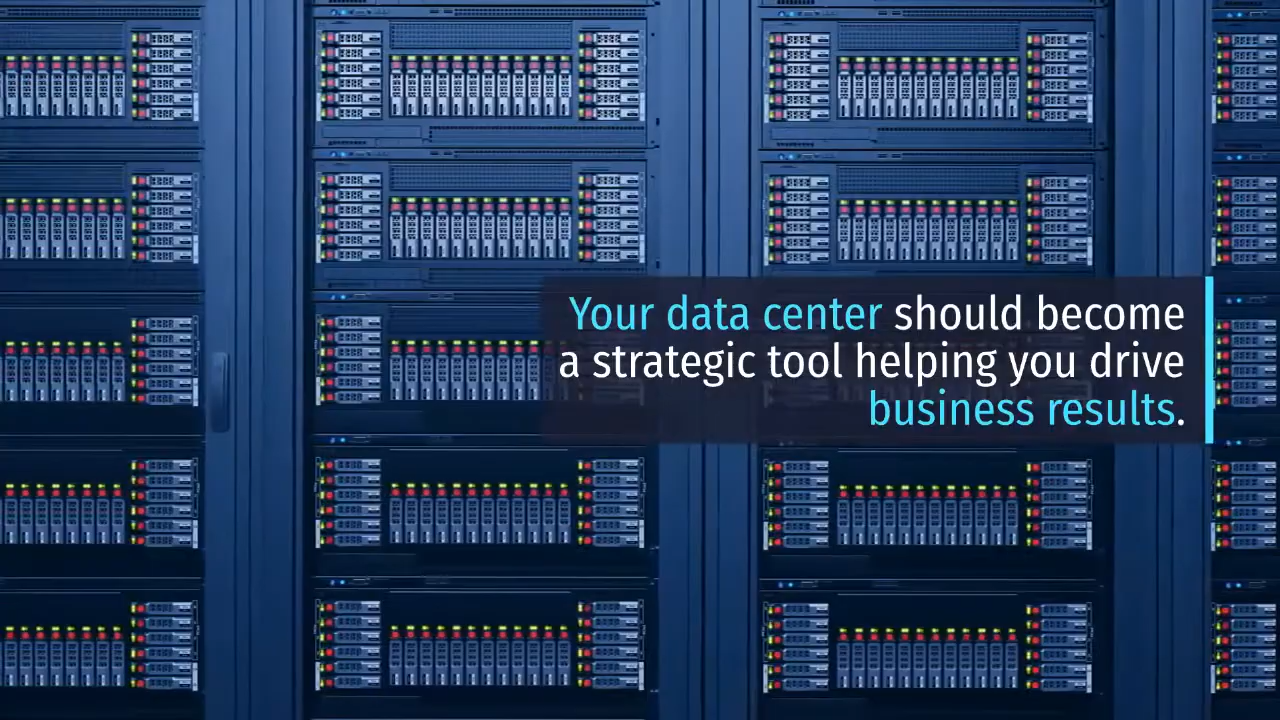 Your data center should become
a strategic tool helping you drive
business results.